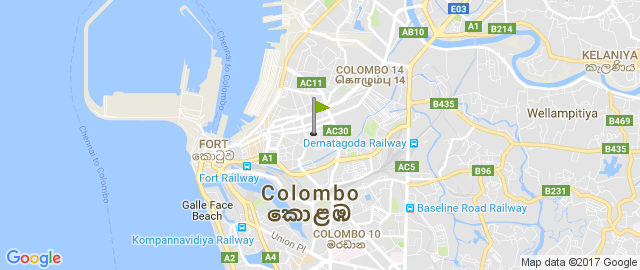 E03
A1
B214
AB10
KELANIYA
කැලණිය
COLOMBO 14
கொழும்பு 14
AC11
B435
Wellampitiya
B469
AC30
Dematagoda Railway
B435
FORT
කොටුව
A1
AC5
B96
Fort Railway
B231
Colombo
කොළඹ
Galle Face
Beach
Baseline Road Railway
Kompannavidiya Railway
COLOMBO 10
මරදාන
Union Pl
A2
A4
Chennai to Colombo
Chennai to Colombo
Google
Map data ©2017 Google